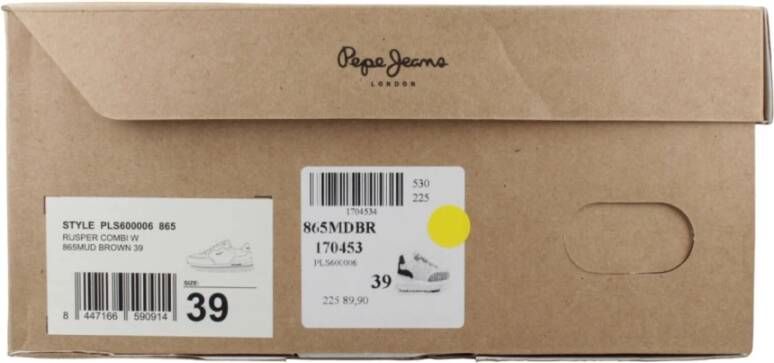 Pepe Jeans
LONDON
STYLE PLS600006 865
RUSPER COMBI W
865MUD BROWN 39
SIZE:
39
8 447166 590914
530
225
1704534
865MDBR
170453
PLS600006
39
225 89,90